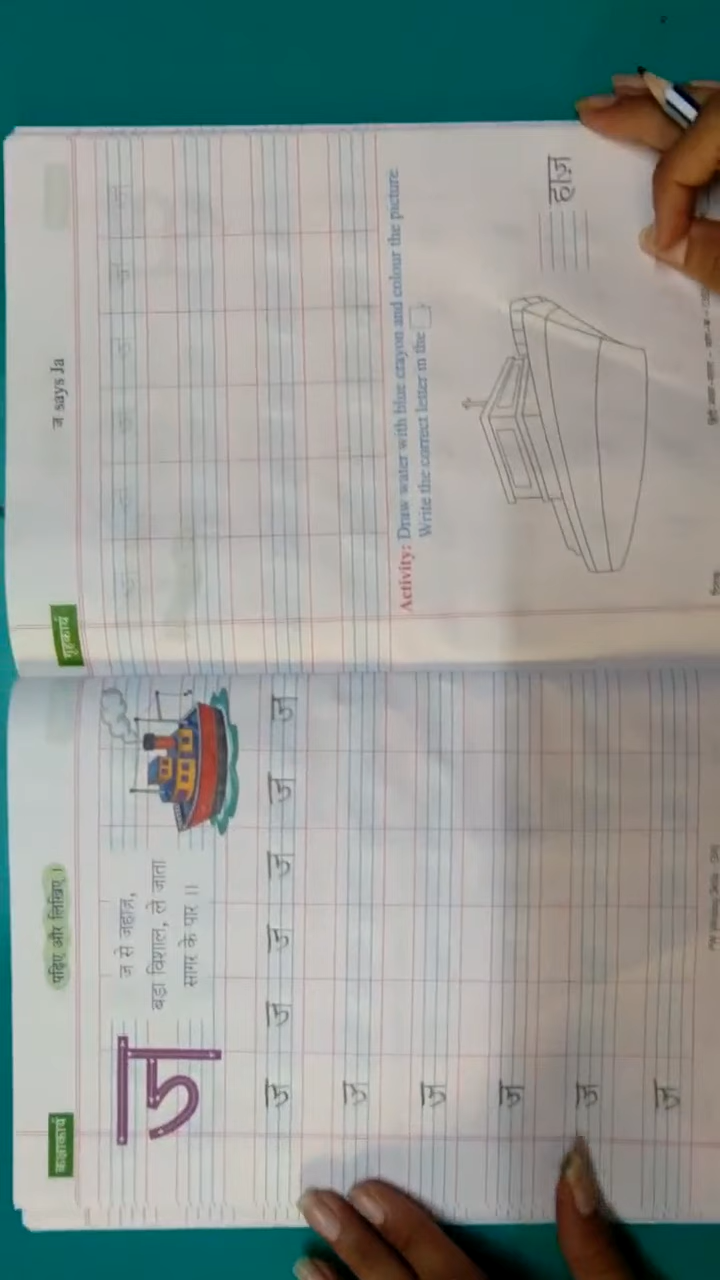 कक्षाकार्य
पढ़िए और लिखिए।
ज
ज से जहाज़,
बड़ा विशाल, ले जाता
सागर के पार ।।
ज ज ज ज ज ज
ज
ज
ज
ज
ज
गृहकार्य
ज says Ja
Activity: Draw water with blue crayon and colour the picture
Write the correct letter in the
हाज़